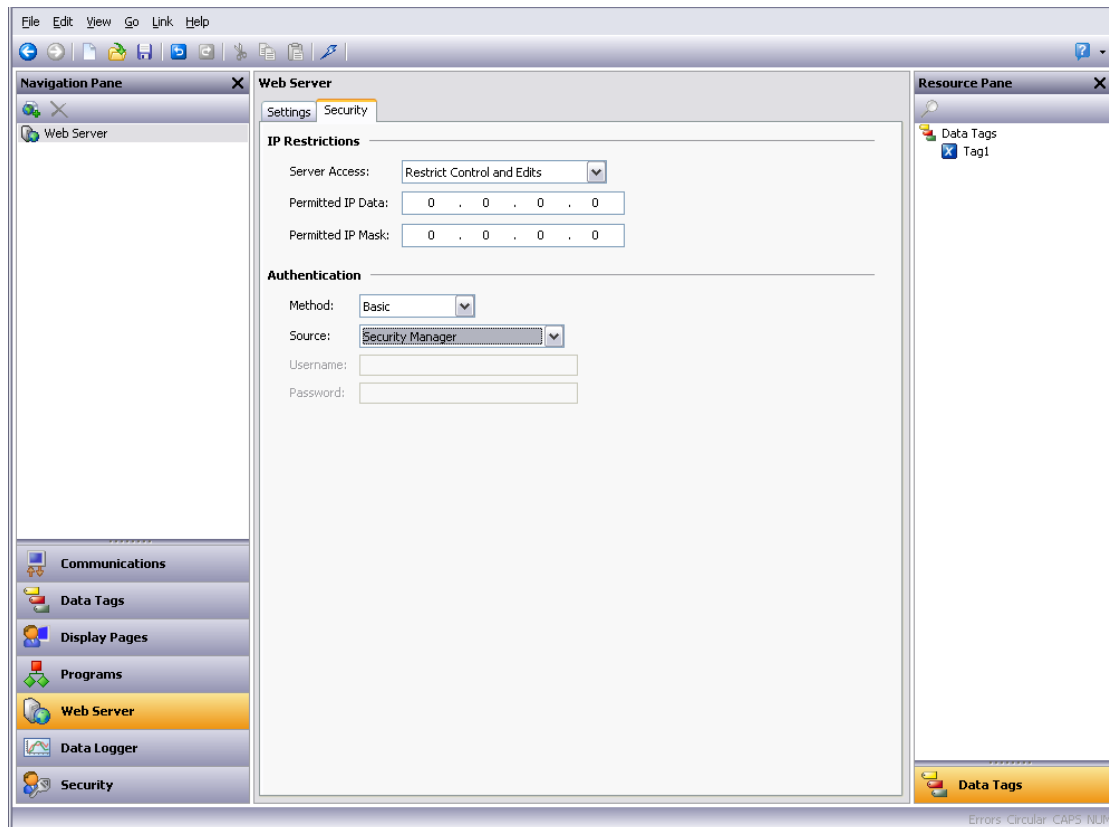 File Edit View Go Link Help
Navigation Pane
Web Server
Web Server
Settings Security
IP Restrictions
Server Access: Restrict Control and Edits
Permitted IP Data: 0 . 0 . 0 . 0
Permitted IP Mask: 0 . 0 . 0 . 0
Authentication
Method: Basic
Source: Security Manager
Username:
Password:
Resource Pane
Data Tags
Tag1
Communications
Data Tags
Display Pages
Programs
Web Server
Data Logger
Security
Data Tags
Errors Circular CAPS NUM